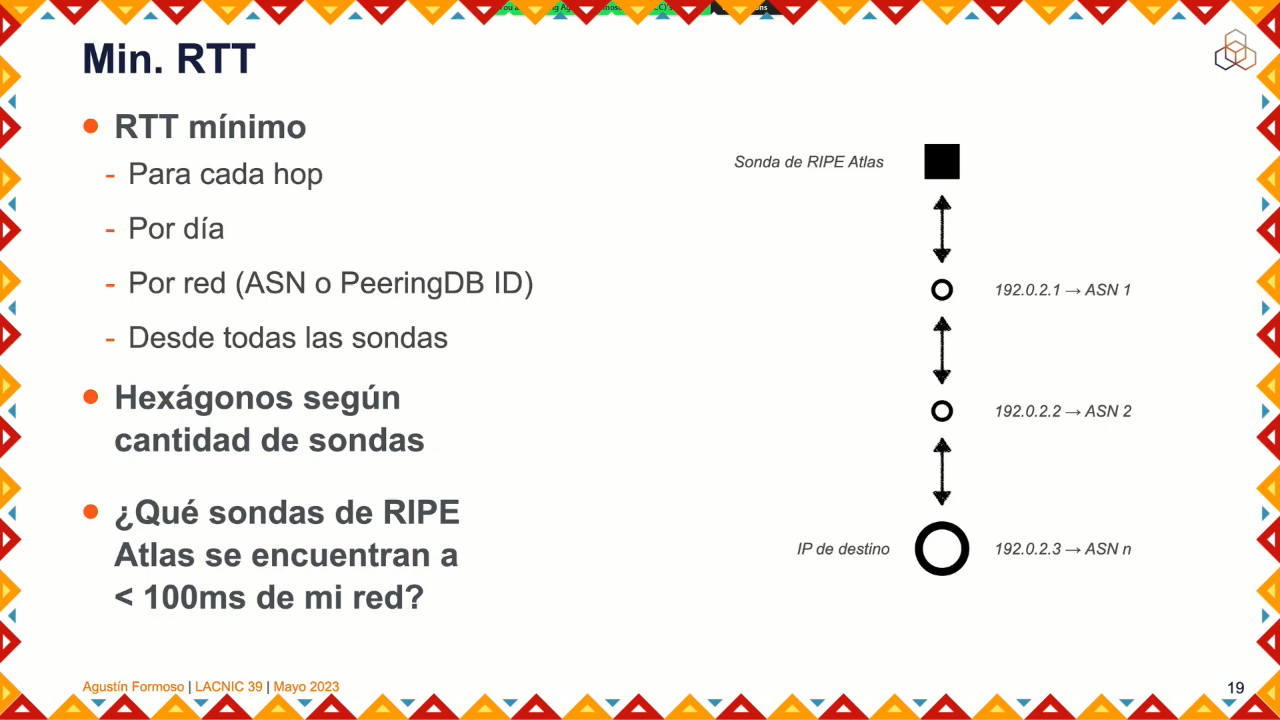 Min. RTT
RTT mínimo
- Para cada hop
- Por día
- Por red (ASN o PeeringDB ID)
- Desde todas las sondas
Hexágonos según
cantidad de sondas
¿Qué sondas de RIPE
Atlas se encuentran a
< 100ms de mi red?
Sonda de RIPE Atlas
192.0.2.1 → ASN 1
192.0.2.2 → ASN 2
IP de destino
192.0.2.3 → ASN n
Agustín Formoso | LACNIC 39 | Mayo 2023
19